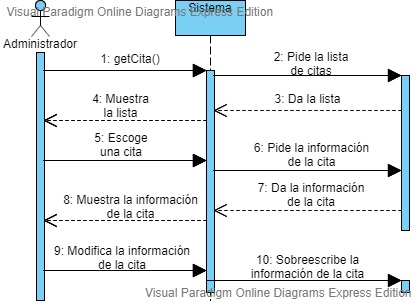 Visual Paradigm Online Diagrams Express Edition
Sistema
Administrador
1: getCita()
2: Pide la lista
de citas
3: Da la lista
4: Muestra
la lista
5: Escoge
una cita
6: Pide la información
de la cita
7: Da la información
de la cita
8: Muestra la información
de la cita
9: Modifica la información
de la cita
10: Sobreescribe la
información de la cita
Visual Paradigm Online Diagrams Express Edition